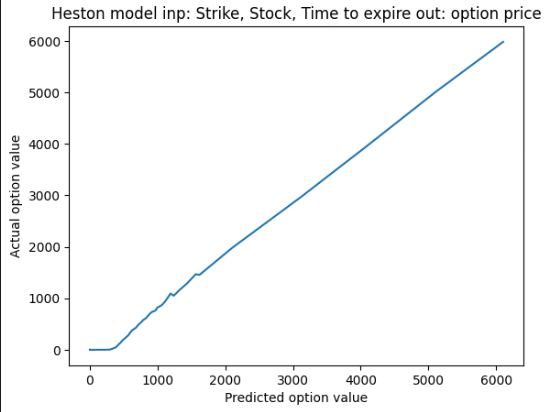 Heston model inp: Strike, Stock, Time to expire out: option price
6000
5000
4000
3000
2000
1000
0
Actual option value
0 1000 2000 3000 4000 5000 6000
Predicted option value